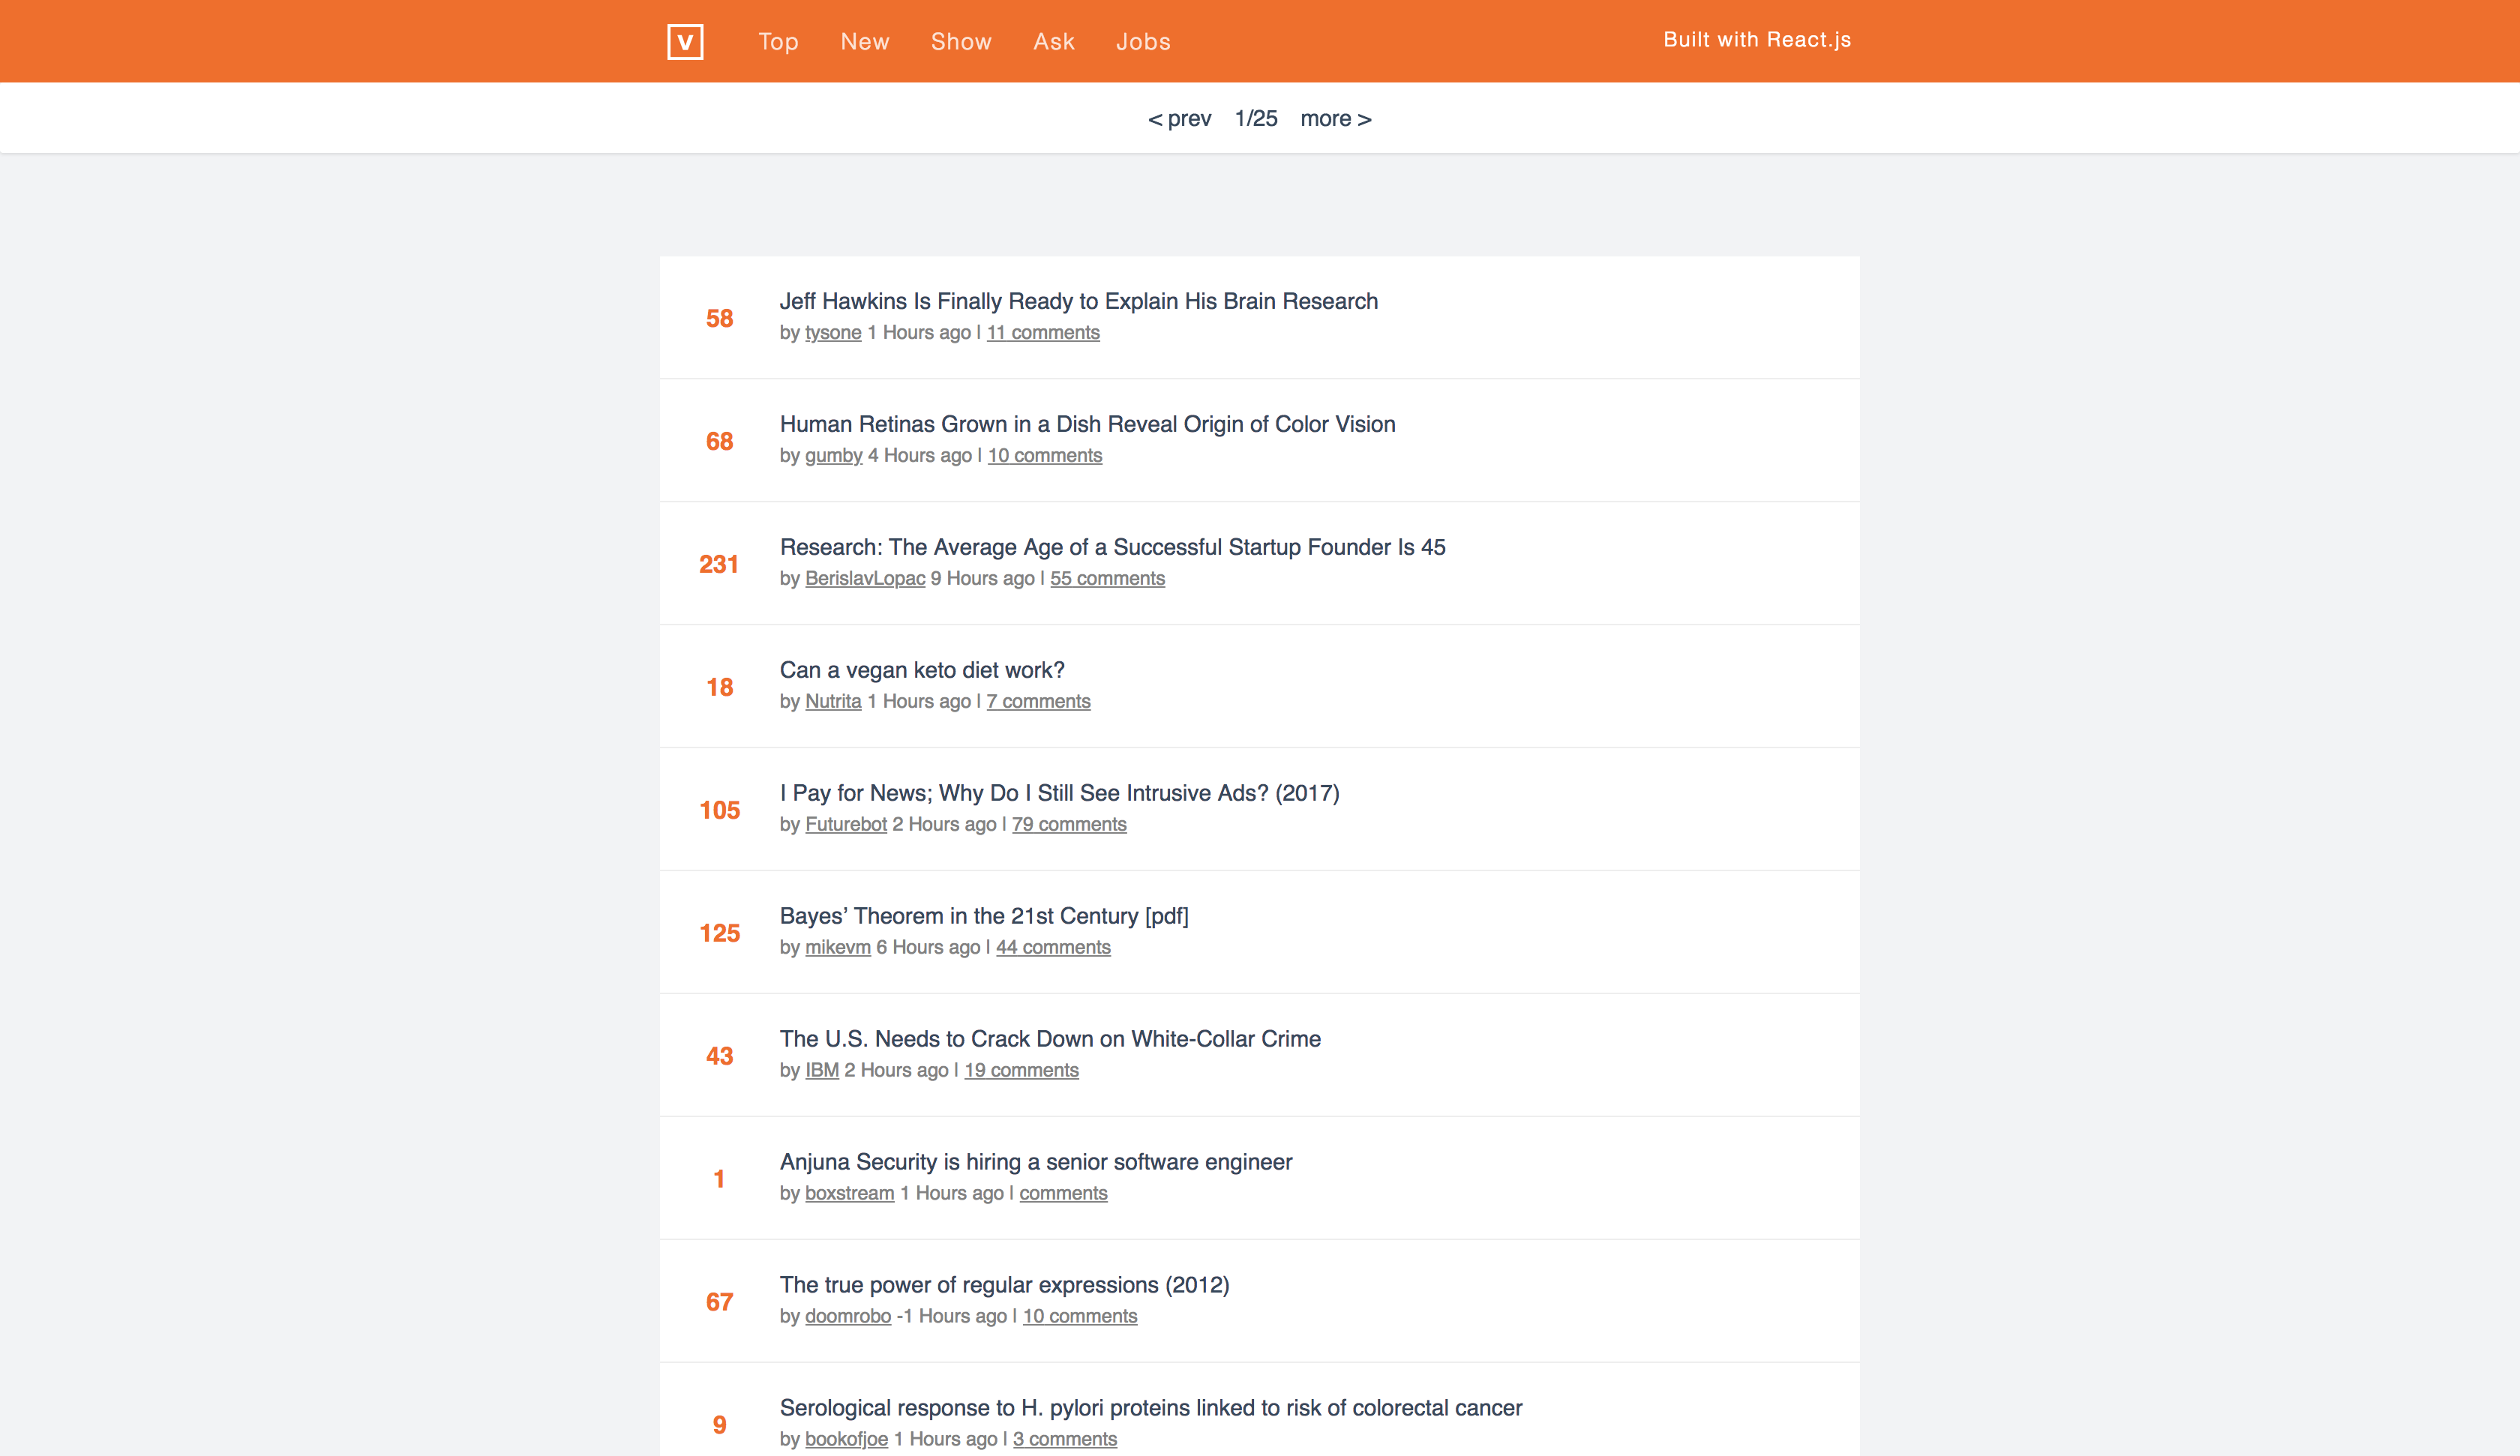 V Top New Show Ask Jobs Built with React.js
< prev 1/25 more >
58
Jeff Hawkins Is Finally Ready to Explain His Brain Research
by tysone 1 Hours ago | 11 comments
68
Human Retinas Grown in a Dish Reveal Origin of Color Vision
by gumby 4 Hours ago | 10 comments
231
Research: The Average Age of a Successful Startup Founder Is 45
by BerislavLopac 9 Hours ago | 55 comments
18
Can a vegan keto diet work?
by Nutrita 1 Hours ago | 7 comments
105
I Pay for News; Why Do I Still See Intrusive Ads? (2017)
by Futurebot 2 Hours ago | 79 comments
125
Bayes’ Theorem in the 21st Century [pdf]
by mikevm 6 Hours ago | 44 comments
43
The U.S. Needs to Crack Down on White-Collar Crime
by IBM 2 Hours ago | 19 comments
1
Anjuna Security is hiring a senior software engineer
by boxstream 1 Hours ago | comments
67
The true power of regular expressions (2012)
by doomrobo -1 Hours ago | 10 comments
9
Serological response to H. pylori proteins linked to risk of colorectal cancer
by bookofjoe 1 Hours ago | 3 comments